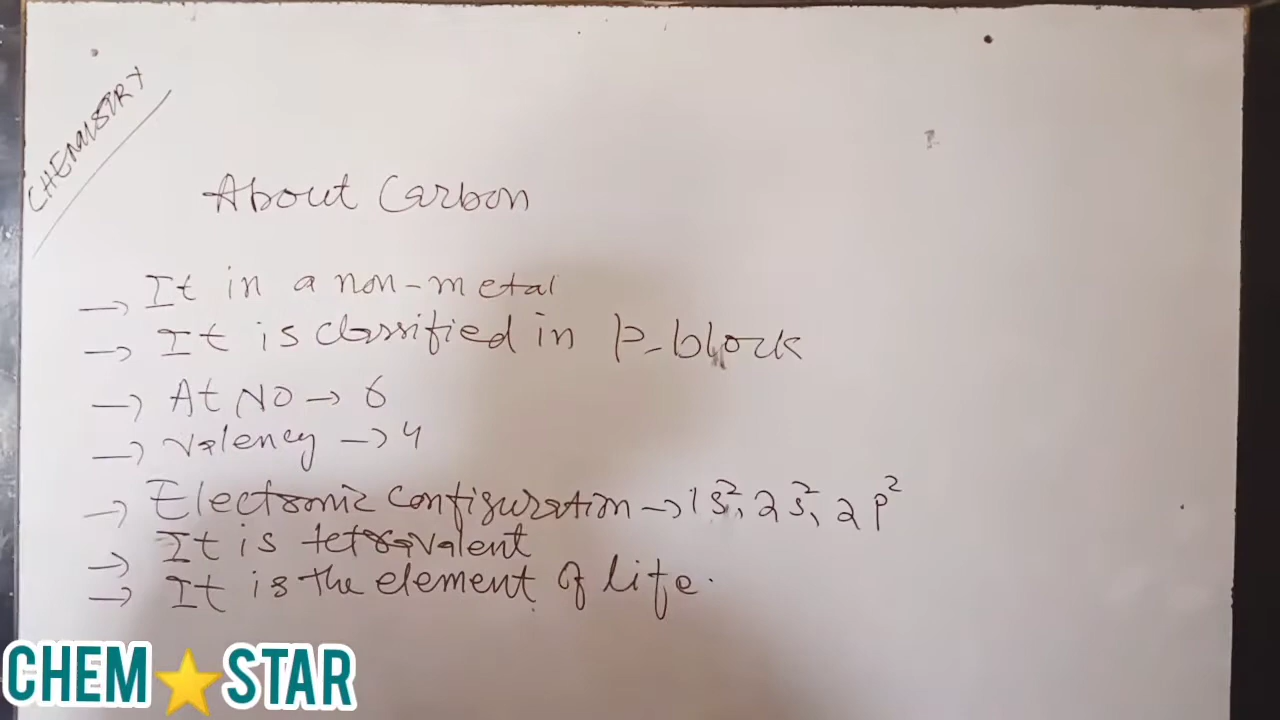 CHEMISTRY
About Carbon
→ It in a non-metal
→ It is classified in p-block
→ At NO → 6
→ valency → 4
→ Electronic configuration → 1s², 2s², 2p²
→ It is tetravalent
→ It is the element of life.
CHEM⭐STAR